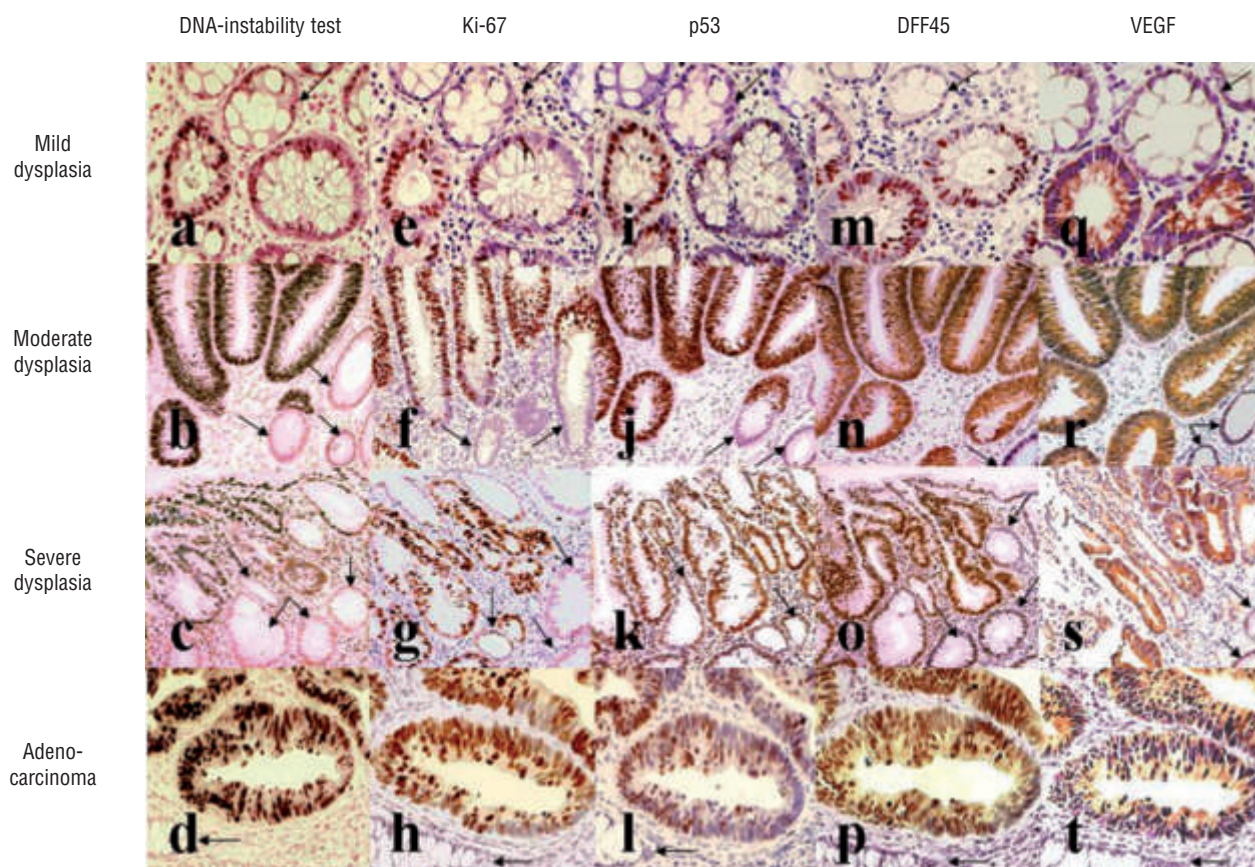 DNA-instability test Ki-67 p53 DFF45 VEGF
Mild
dysplasia
a e i m q
Moderate
dysplasia
b f j n r
Severe
dysplasia
c g k o s
Adeno-
carcinoma
d h l p t